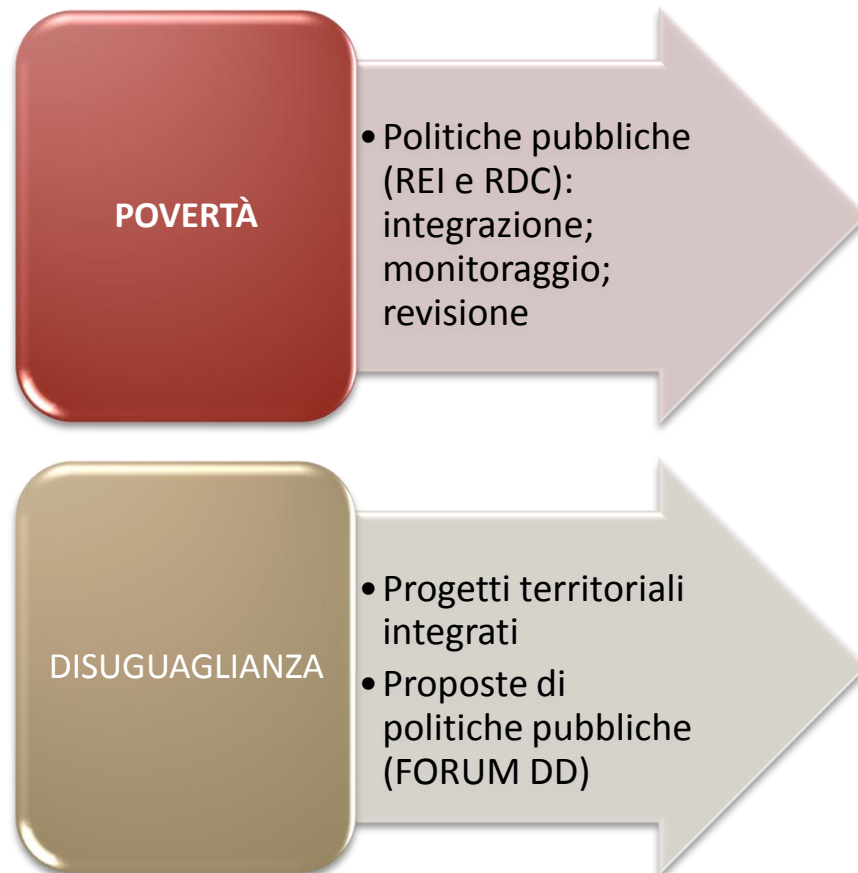 POVERTÀ
• Politiche pubbliche
(REI e RDC):
integrazione;
monitoraggio;
revisione
DISUGUAGLIANZA
• Progetti territoriali
integrati
• Proposte di
politiche pubbliche
(FORUM DD)